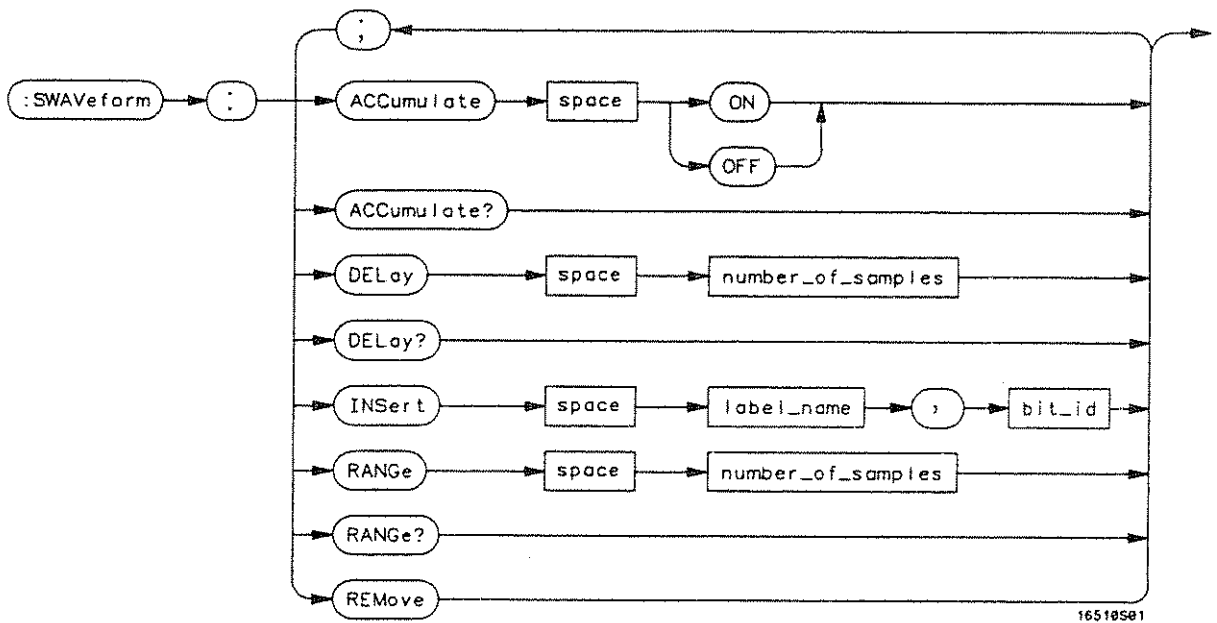 ;
:SWAVeform : ACCumulate space ON
OFF
ACCumulate?
DELay space number_of_samples
DELay?
INSert space label_name , bit_id
RANGe space number_of_samples
RANGe?
REMove
16510S01